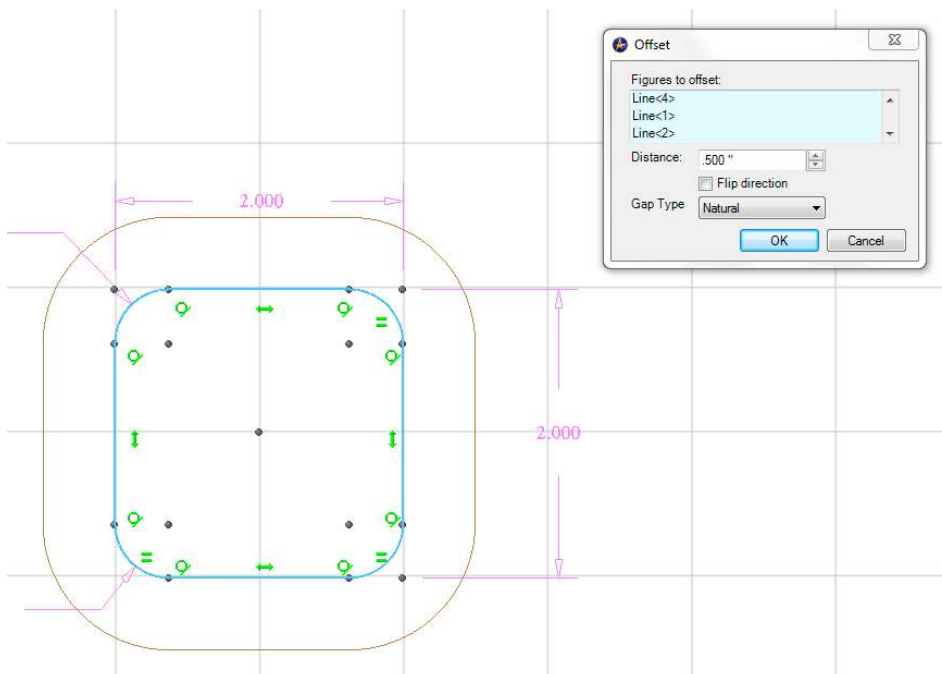 Offset
Figures to offset:
Line<4>
Line<1>
Line<2>
Distance: .500 "
Flip direction
Gap Type Natural
OK Cancel
2.000
2.000